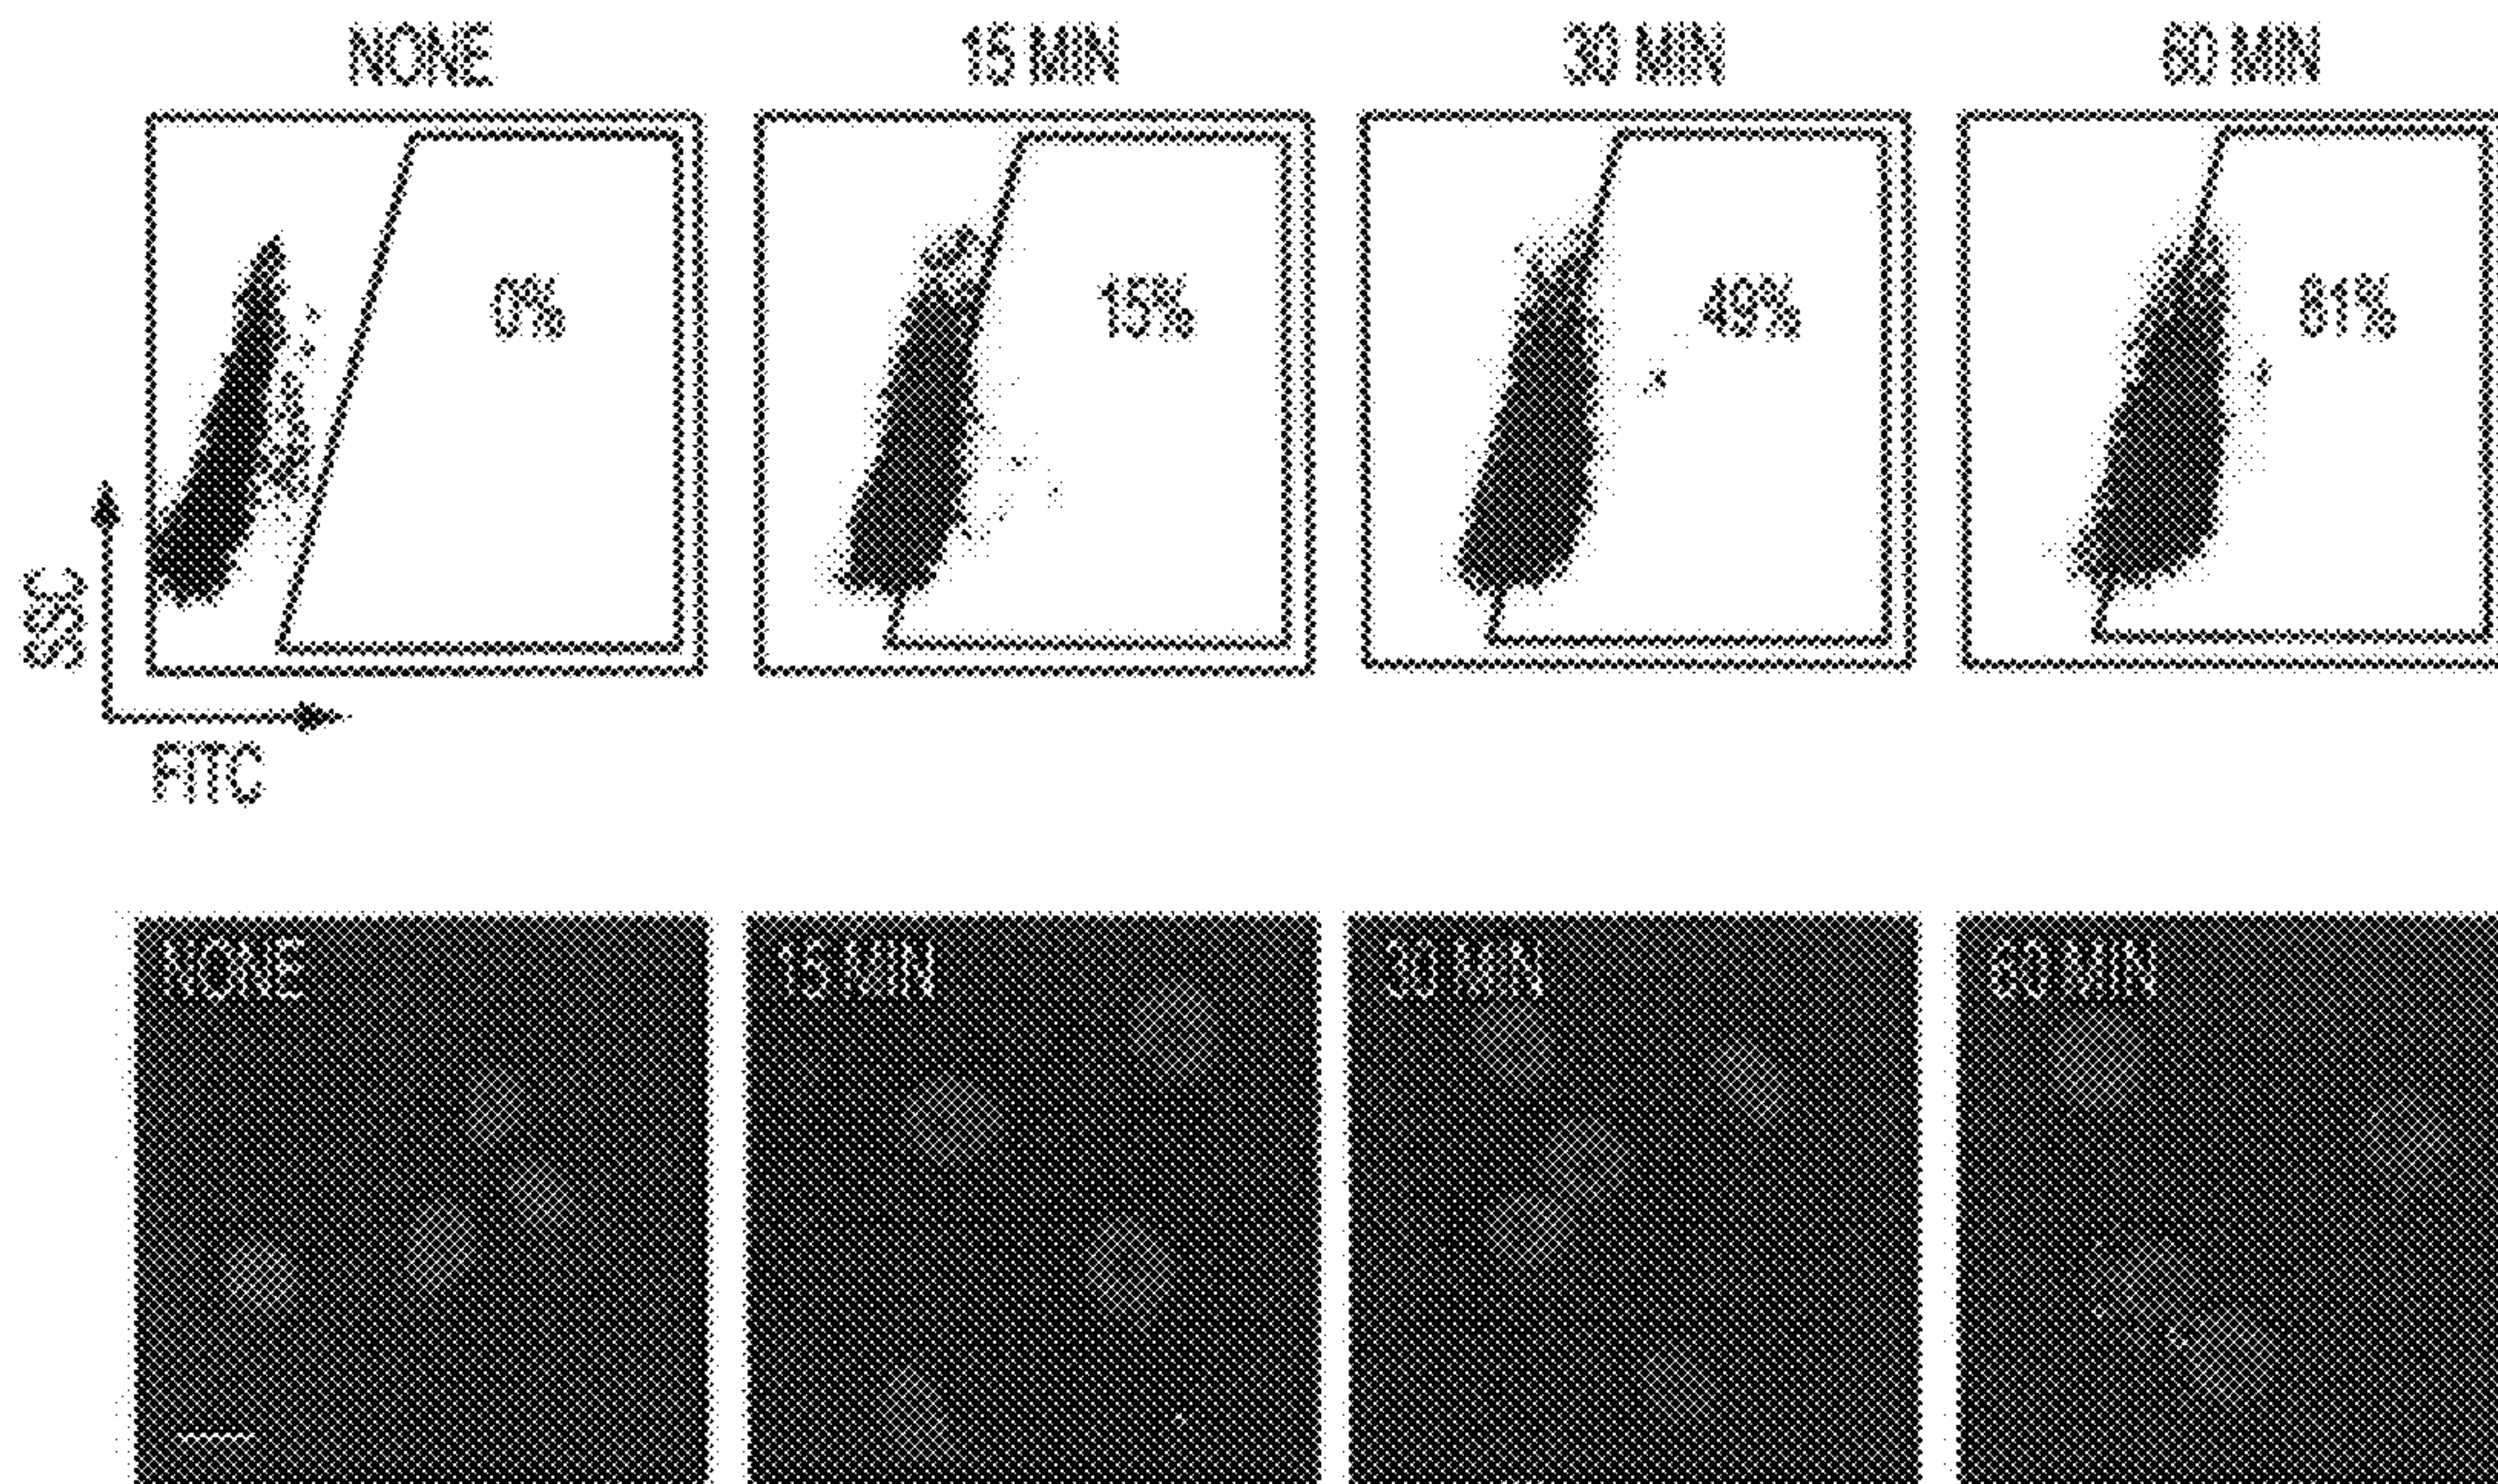 NONE 15 MIN 30 MIN 60 MIN
0% 15% 49% 81%
SSC
FITC
NONE 15 MIN 30 MIN 60 MIN